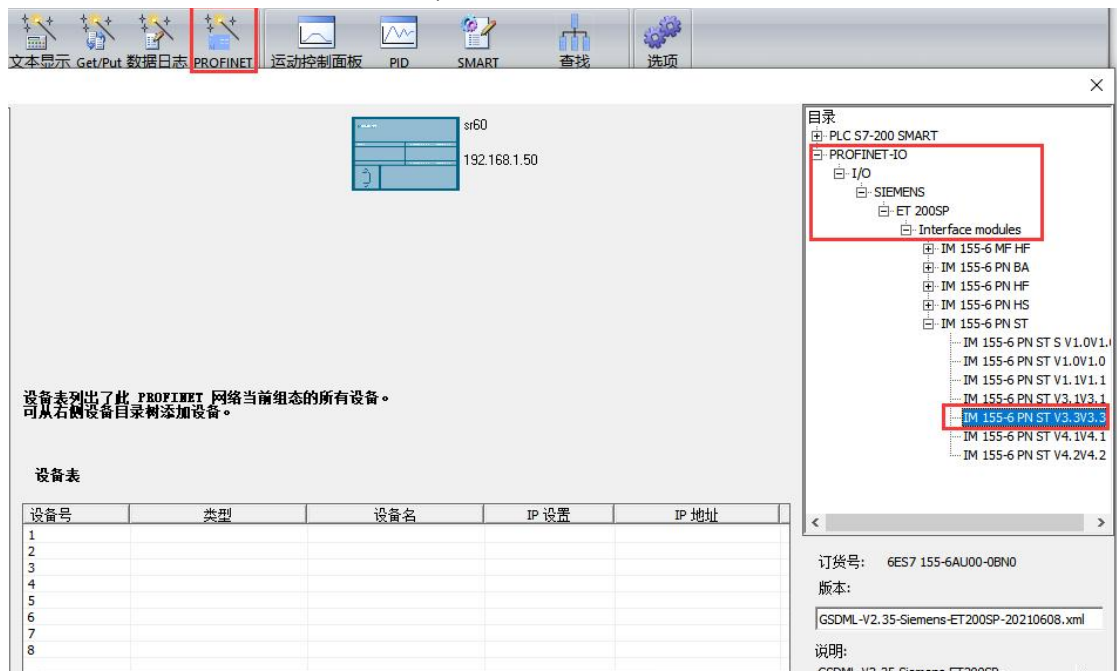 文本显示 Get/Put 数据日志 PROFINET 运动控制面板 PID SMART 查找 选项
sr60
192.168.1.50
设备表列出了此 PROFINET 网络当前组态的所有设备。
可从右侧设备目录树添加设备。
设备表
设备号 类型 设备名 IP 设置 IP 地址
1
2
3
4
5
6
7
8
目录
PLC S7-200 SMART
PROFINET-IO
I/O
SIEMENS
ET 200SP
Interface modules
IM 155-6 MF HF
IM 155-6 PN BA
IM 155-6 PN HF
IM 155-6 PN HS
IM 155-6 PN ST
IM 155-6 PN ST S V1.0V1.
IM 155-6 PN ST V1.0V1.0
IM 155-6 PN ST V1.1V1.1
IM 155-6 PN ST V3.1V3.1
IM 155-6 PN ST V3.3V3.3
IM 155-6 PN ST V4.1V4.1
IM 155-6 PN ST V4.2V4.2
订货号: 6ES7 155-6AU00-0BN0
版本:
GSDML-V2.35-Siemens-ET200SP-20210608.xml
说明:
GSDML-V2.35-Siemens-ET200SP